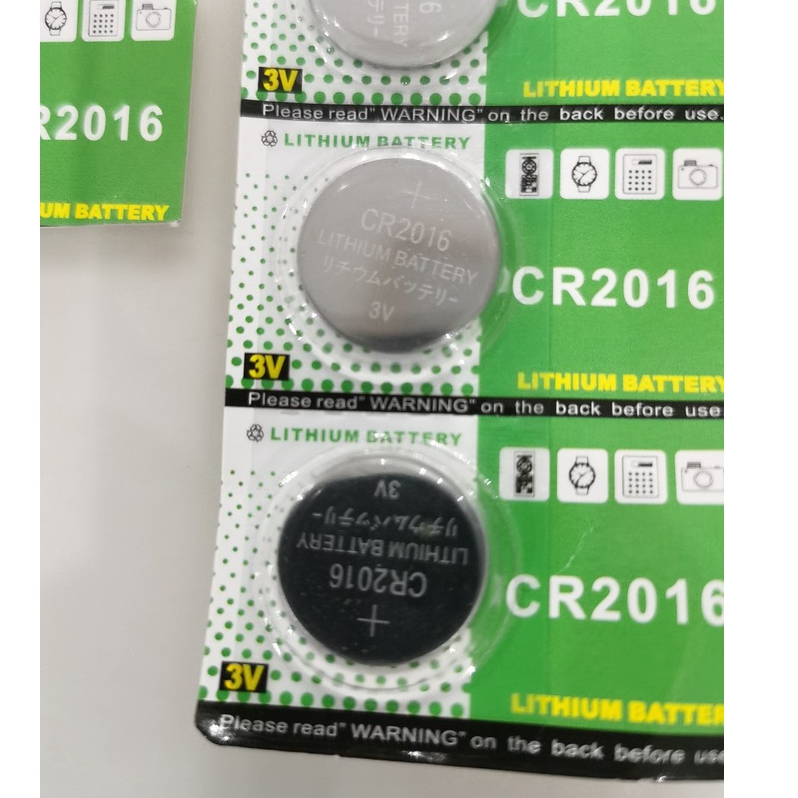 R2016
UM BATTERY
CR2016
3V
LITHIUM BATTERY
Please read" WARNING" on the back before use.
LITHIUM BATTERY
CR2016
LITHIUM BATTERY
リチウムバッテリー
3V
CR2016
3V
LITHIUM BATTERY
Please read" WARNING" on the back before use
LITHIUM BATTERY
CR2016
LITHIUM BATTERY
リチウムバッテリー
3V
CR2016
3V
LITHIUM BATTER
Please read" WARNING" on the back before use